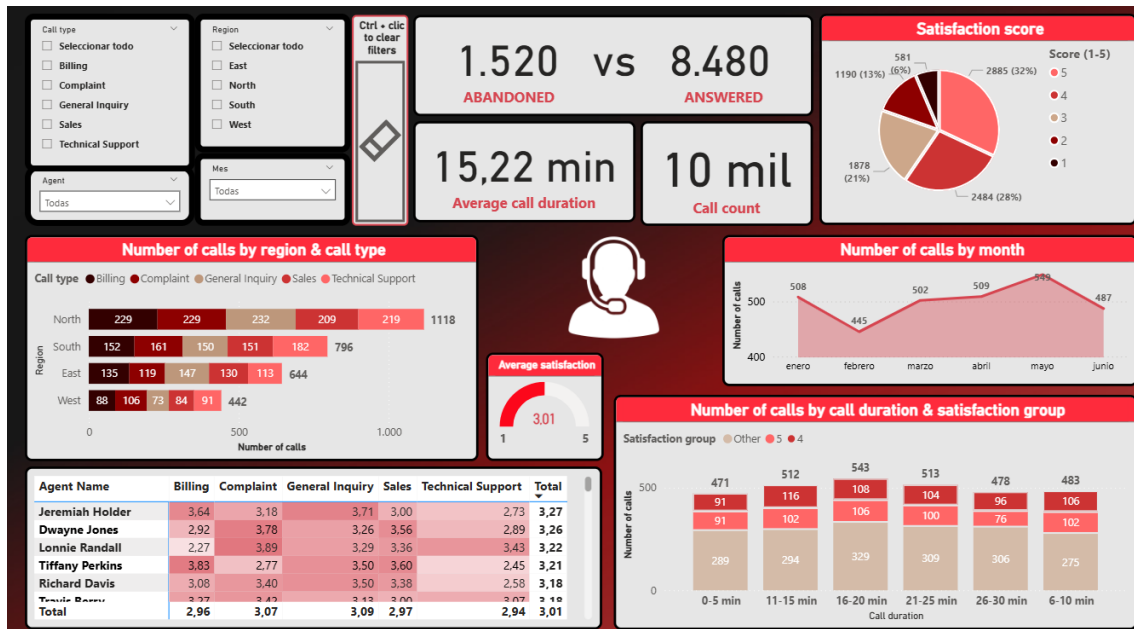 Call type
Seleccionar todo
Billing
Complaint
General Inquiry
Sales
Technical Support
Agent
Todas
Region
Seleccionar todo
East
North
South
West
Mes
Todas
Ctrl + clic
to clear
filters
1.520 vs 8.480
ABANDONED ANSWERED
15,22 min
Average call duration
10 mil
Call count
Satisfaction score
581
(6%)
1190 (13%)
2885 (32%)
1878
(21%)
2484 (28%)
Score (1-5)
5
4
3
2
1
Number of calls by region & call type
Call type Billing Complaint General Inquiry Sales Technical Support
North 229 229 232 209 219 1118
South 152 161 150 151 182 796
East 135 119 147 130 113 644
West 88 106 73 84 91 442
Region
0 500 1.000
Number of calls
Average satisfaction
3,01
1 5
Number of calls by month
508 445 502 509 549 487
500
400
Number of calls
enero febrero marzo abril mayo junio
Number of calls by call duration & satisfaction group
Satisfaction group Other 5 4
471 512 543 513 478 483
91 116 108 104 96 106
91 102 106 100 76 102
289 294 329 309 306 275
500
0
Number of calls
0-5 min 11-15 min 16-20 min 21-25 min 26-30 min 6-10 min
Call duration
Agent Name Billing Complaint General Inquiry Sales Technical Support Total
Jeremiah Holder 3,64 3,18 3,71 3,00 2,73 3,27
Dwayne Jones 2,92 3,78 3,26 3,56 2,89 3,26
Lonnie Randall 2,27 3,89 3,29 3,36 3,43 3,22
Tiffany Perkins 3,83 2,77 3,50 3,60 2,45 3,21
Richard Davis 3,08 3,40 3,50 3,38 2,58 3,18
Travis Berry 3,27 3,42 3,13 3,00 3,07 3,18
Total 2,96 3,07 3,09 2,97 2,94 3,01